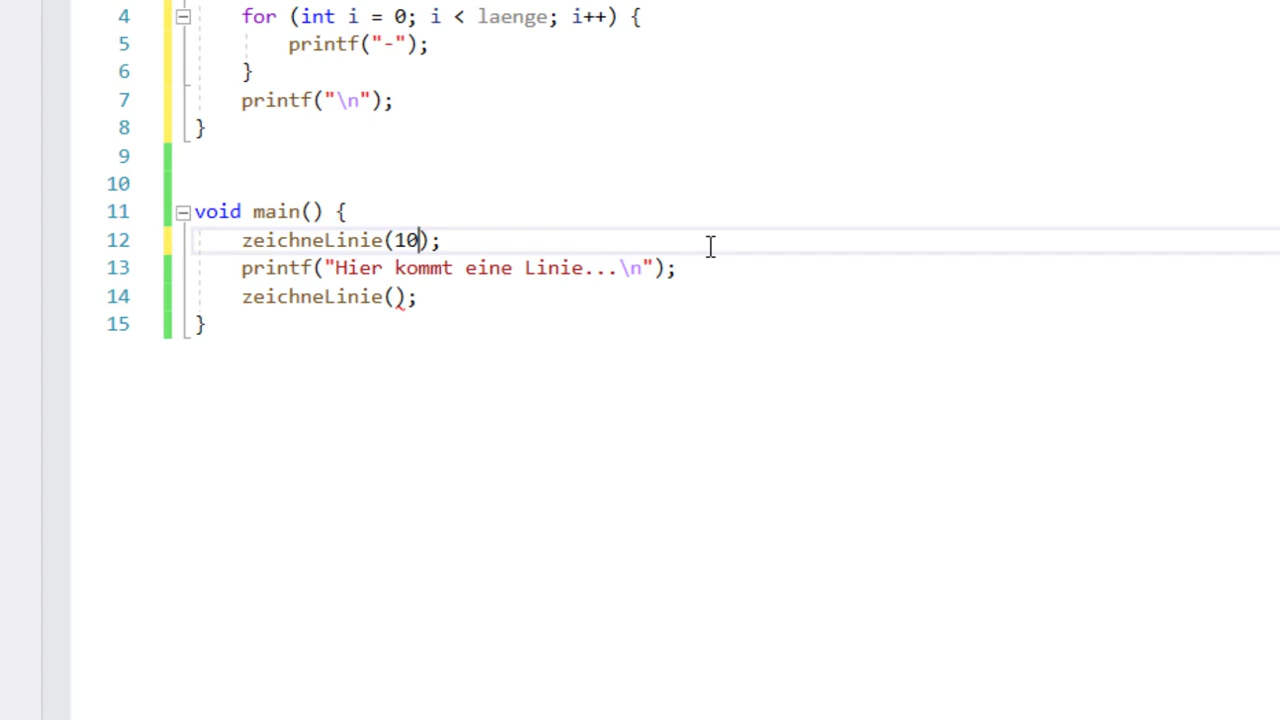 4 for (int i = 0; i < laenge; i++) {
5 printf("-");
6 }
7 printf("\n");
8 }
9
10
11 void main() {
12 zeichneLinie(10);
13 printf("Hier kommt eine Linie...\n");
14 zeichneLinie();
15 }